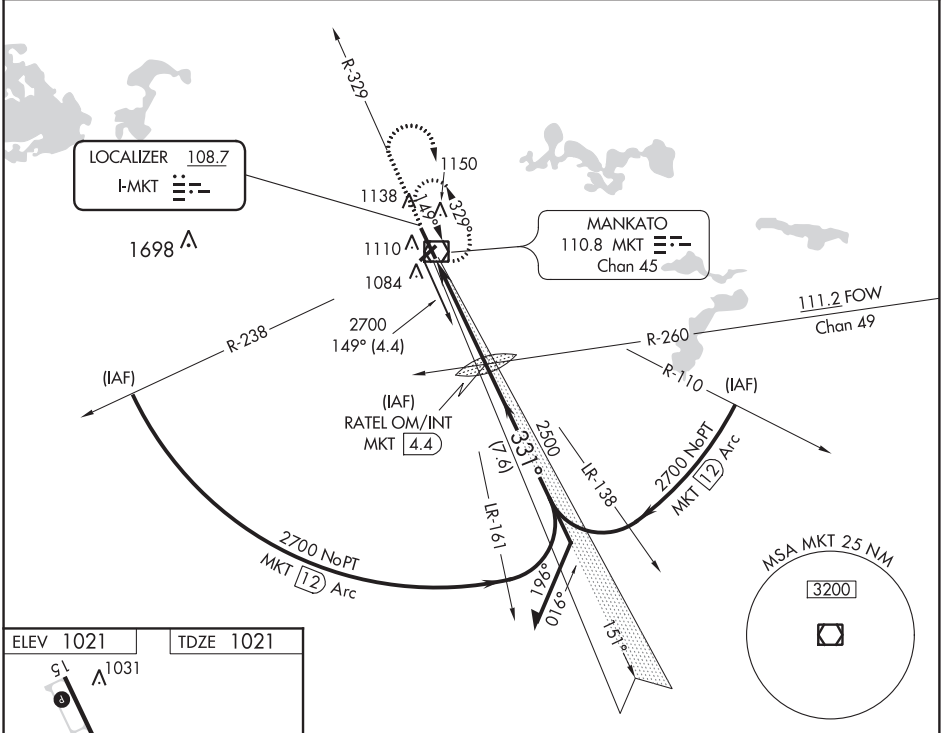 R-329
LOCALIZER 108.7
I-MKT
1150
1138
149°
329°
1698
1110
MANKATO
110.8 MKT
Chan 45
1084
2700
149° (4.4)
111.2 FOW
Chan 49
R-238
R-260
(IAF)
R-110
(IAF)
(IAF)
RATEL OM/INT
MKT 4.4
331°
2500
(7.6)
LR-138
2700 NoPT
MKT 12 Arc
LR-161
2700 NoPT
MKT 12 Arc
196°
016°
151°
MSA MKT 25 NM
3200
ELEV 1021
TDZE 1021
15
1031
P